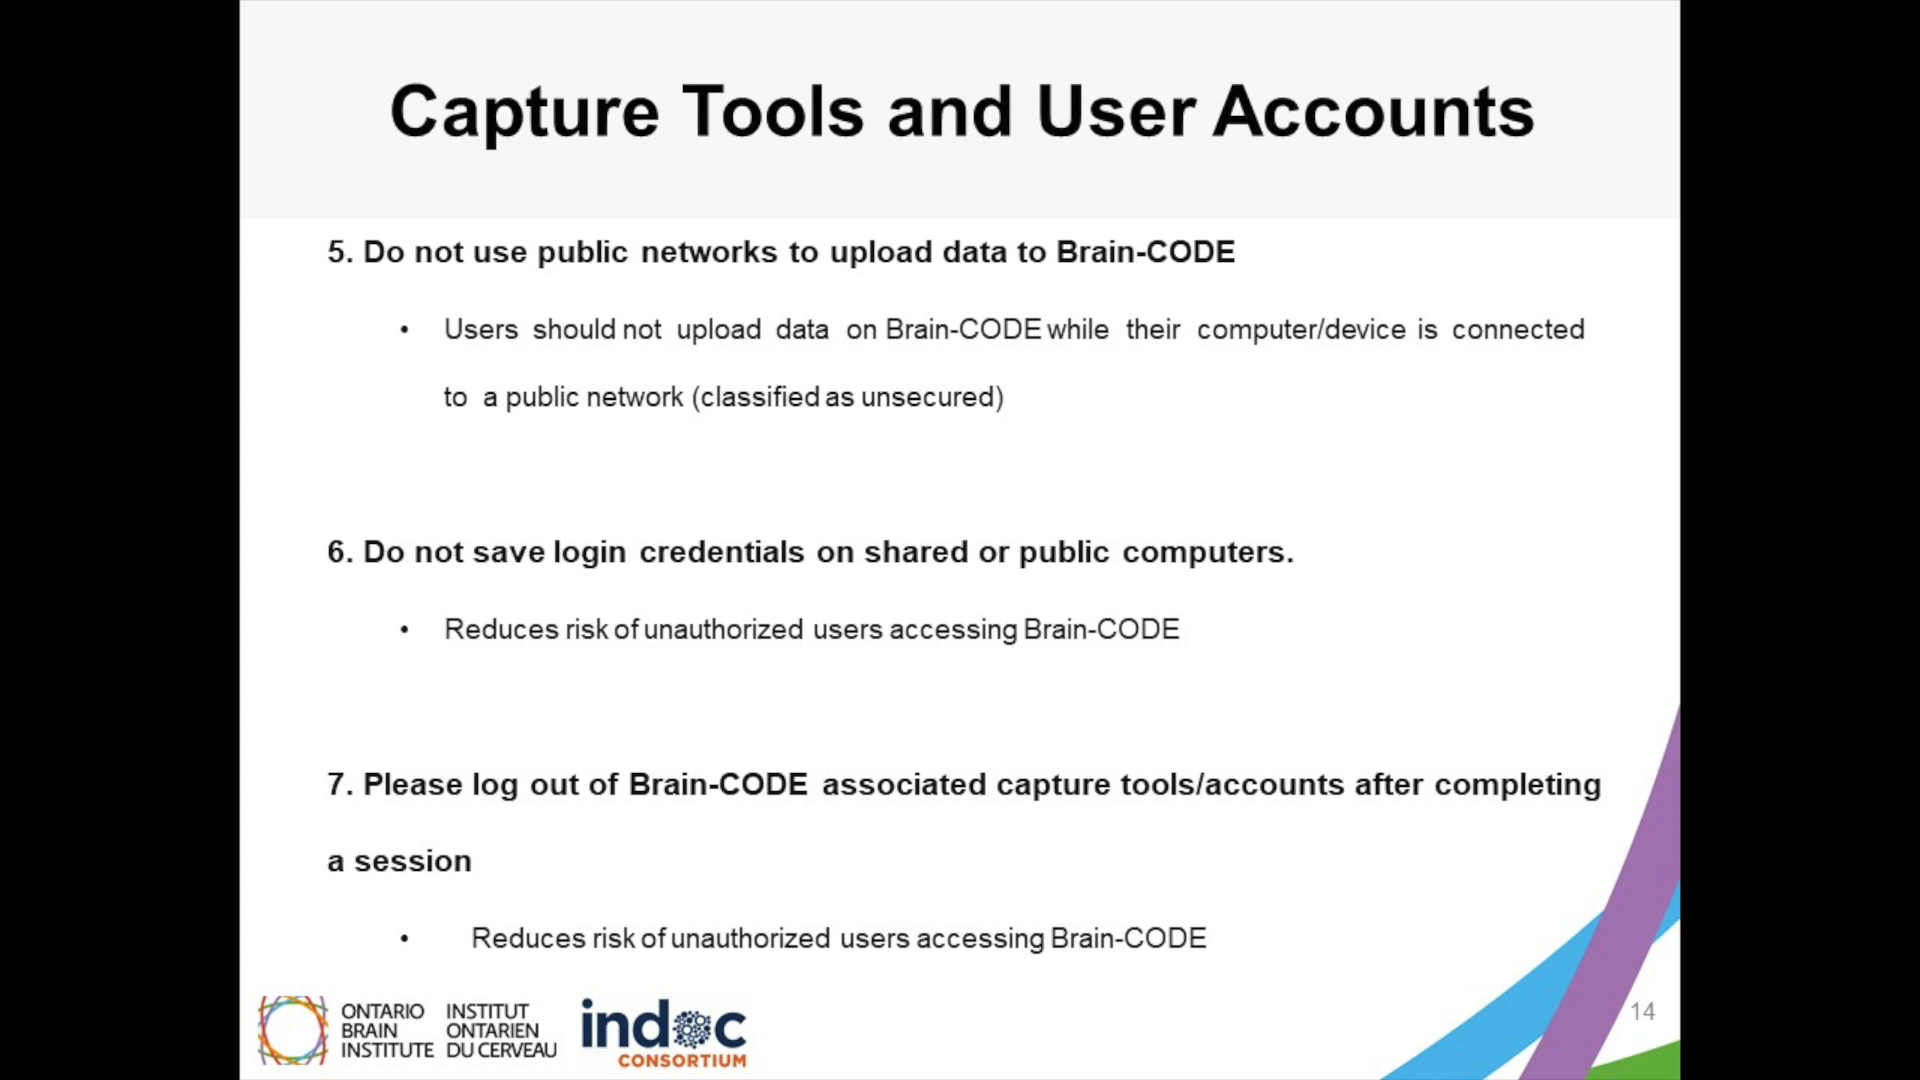 Capture Tools and User Accounts
5. Do not use public networks to upload data to Brain-CODE
• Users should not upload data on Brain-CODE while their computer/device is connected
to a public network (classified as unsecured)
6. Do not save login credentials on shared or public computers.
• Reduces risk of unauthorized users accessing Brain-CODE
7. Please log out of Brain-CODE associated capture tools/accounts after completing
a session
• Reduces risk of unauthorized users accessing Brain-CODE
ONTARIO BRAIN INSTITUTE
INSTITUT ONTARIEN DU CERVEAU
indoc
CONSORTIUM
14